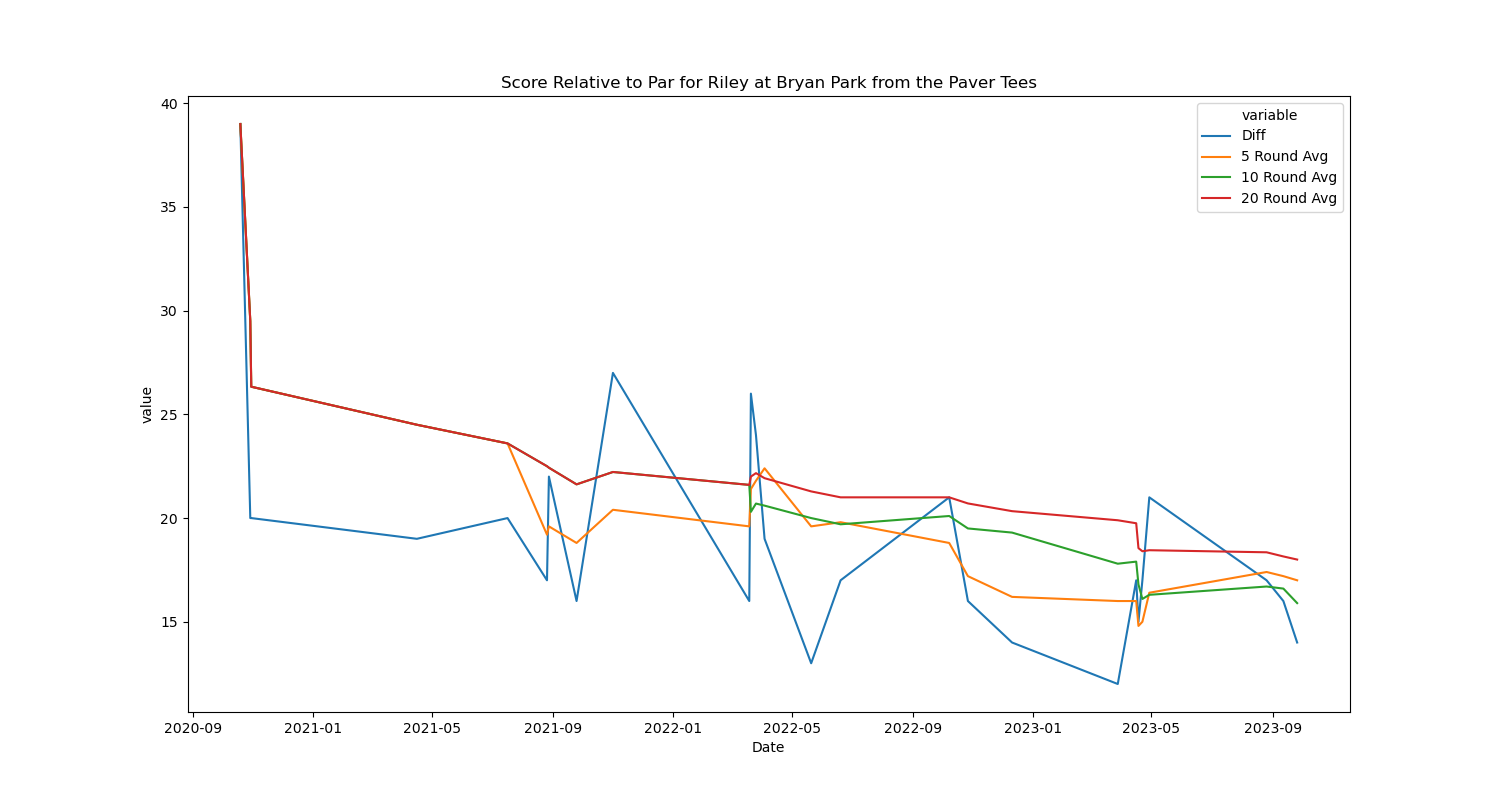 Score Relative to Par for Riley at Bryan Park from the Paver Tees
variable
Diff
5 Round Avg
10 Round Avg
20 Round Avg
value
40
35
30
25
20
15
2020-09 2021-01 2021-05 2021-09 2022-01 2022-05 2022-09 2023-01 2023-05 2023-09
Date